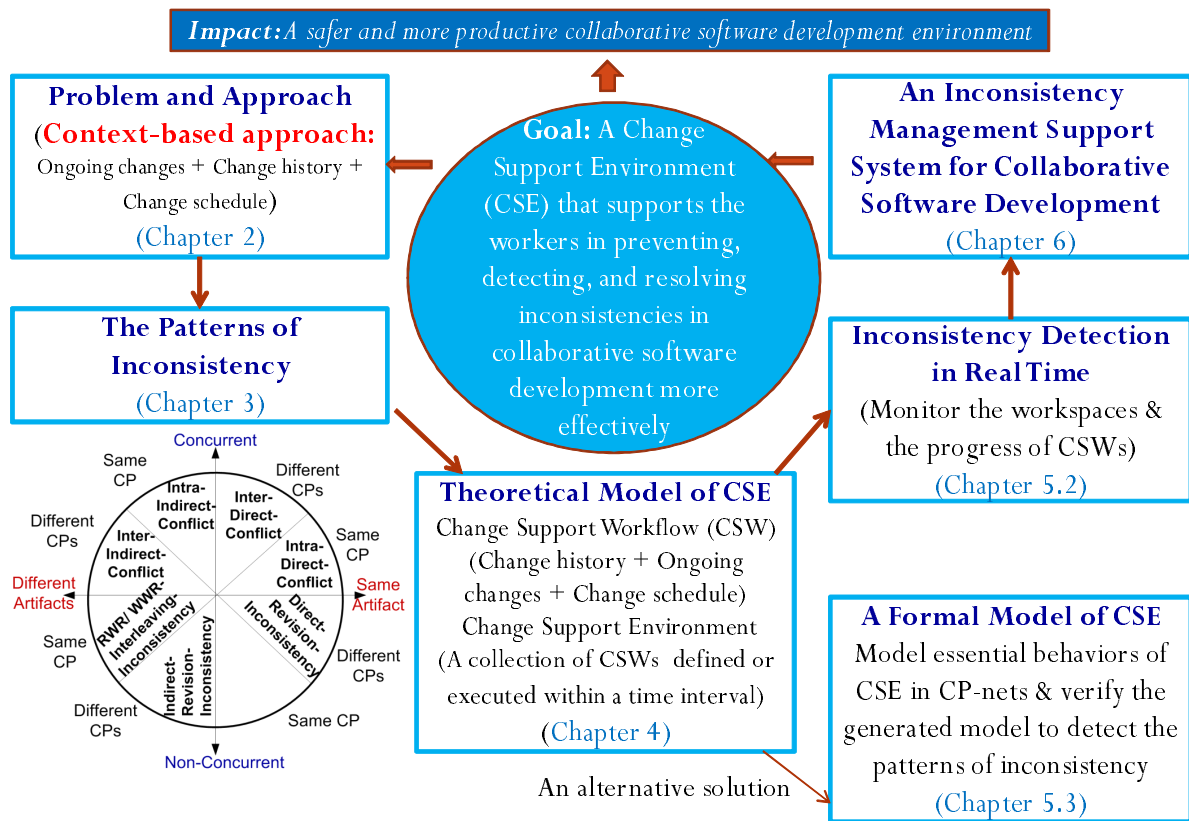 Impact: A safer and more productive collaborative software development environment
Problem and Approach
(Context-based approach:
Ongoing changes + Change history +
Change schedule)
(Chapter 2)
Goal: A Change
Support Environment
(CSE) that supports the
workers in preventing,
detecting, and resolving
inconsistencies in
collaborative software
development more
effectively
An Inconsistency
Management Support
System for Collaborative
Software Development
(Chapter 6)
The Patterns of
Inconsistency
(Chapter 3)
Inconsistency Detection
in Real Time
(Monitor the workspaces &
the progress of CSWs)
(Chapter 5.2)
Concurrent
Same
CP
Different
CPs
Different
CPs
Same
CP
Intra-
Indirect-
Conflict
Inter-
Direct-
Conflict
Inter-
Indirect-
Conflict
Intra-
Direct-
Conflict
Different
Artifacts
Same
Artifact
RWR/ WWR-
Interleaving-
Inconsistency
Indirect-
Revision-
Inconsistency
Direct-
Revision-
Inconsistency
Same
CP
Different
CPs
Different
CPs
Same CP
Non-Concurrent
Theoretical Model of CSE
Change Support Workflow (CSW)
(Change history + Ongoing
changes + Change schedule)
Change Support Environment
(A collection of CSWs defined or
executed within a time interval)
(Chapter 4)
An alternative solution
A Formal Model of CSE
Model essential behaviors of
CSE in CP-nets & verify the
generated model to detect the
patterns of inconsistency
(Chapter 5.3)